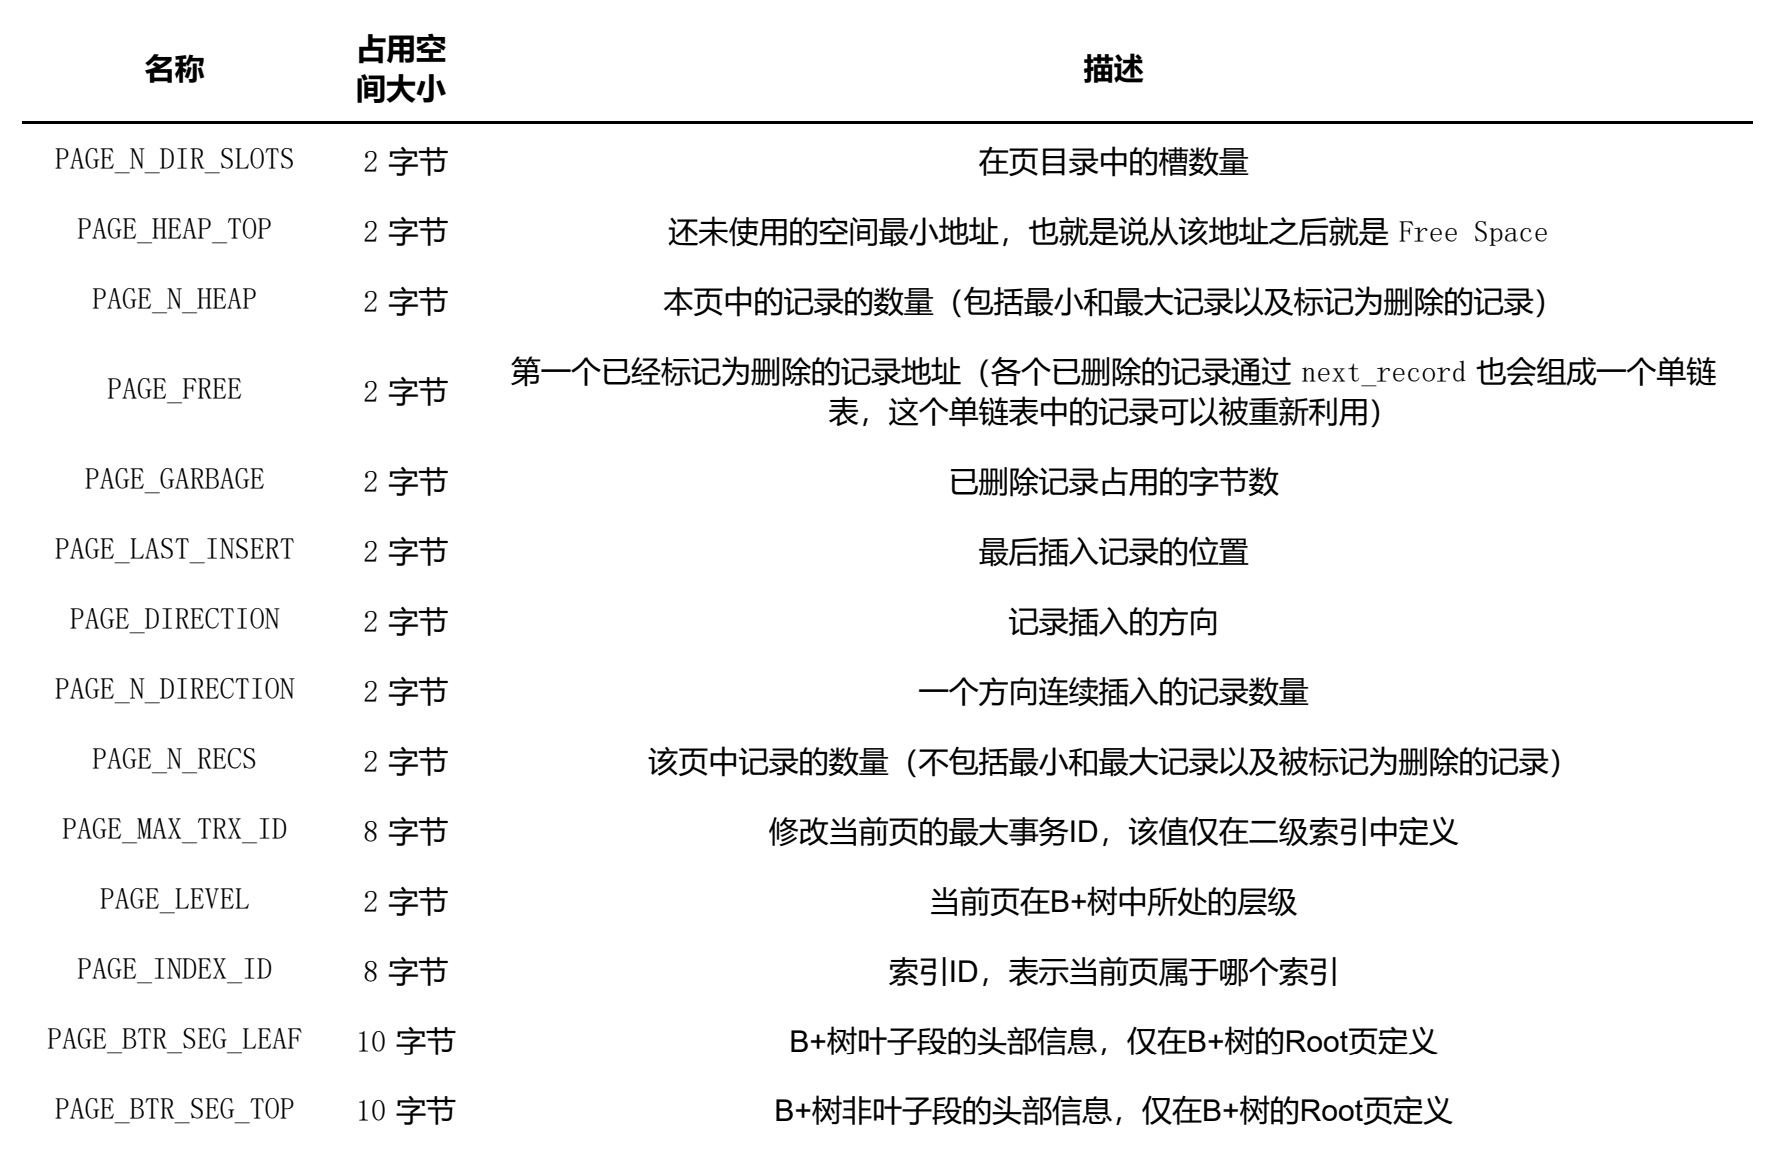 名称 占用空间大小 描述
PAGE_N_DIR_SLOTS 2 字节 在页目录中的槽数量
PAGE_HEAP_TOP 2 字节 还未使用的空间最小地址，也就是说从该地址之后就是 Free Space
PAGE_N_HEAP 2 字节 本页中的记录的数量（包括最小和最大记录以及标记为删除的记录）
PAGE_FREE 2 字节 第一个已经标记为删除的记录地址（各个已删除的记录通过 next_record 也会组成一个单链
表，这个单链表中的记录可以被重新利用）
PAGE_GARBAGE 2 字节 已删除记录占用的字节数
PAGE_LAST_INSERT 2 字节 最后插入记录的位置
PAGE_DIRECTION 2 字节 记录插入的方向
PAGE_N_DIRECTION 2 字节 一个方向连续插入的记录数量
PAGE_N_RECS 2 字节 该页中记录的数量（不包括最小和最大记录以及被标记为删除的记录）
PAGE_MAX_TRX_ID 8 字节 修改当前页的最大事务ID，该值仅在二级索引中定义
PAGE_LEVEL 2 字节 当前页在B+树中所处的层级
PAGE_INDEX_ID 8 字节 索引ID，表示当前页属于哪个索引
PAGE_BTR_SEG_LEAF 10 字节 B+树叶子段的头部信息，仅在B+树的Root页定义
PAGE_BTR_SEG_TOP 10 字节 B+树非叶子段的头部信息，仅在B+树的Root页定义